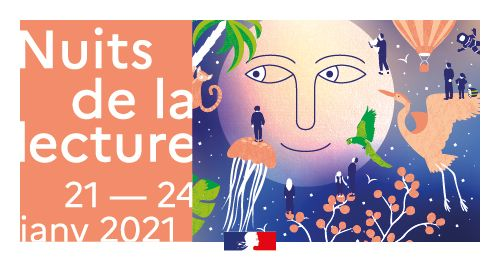 Nuits
de la
lecture
21 — 24
janv 2021